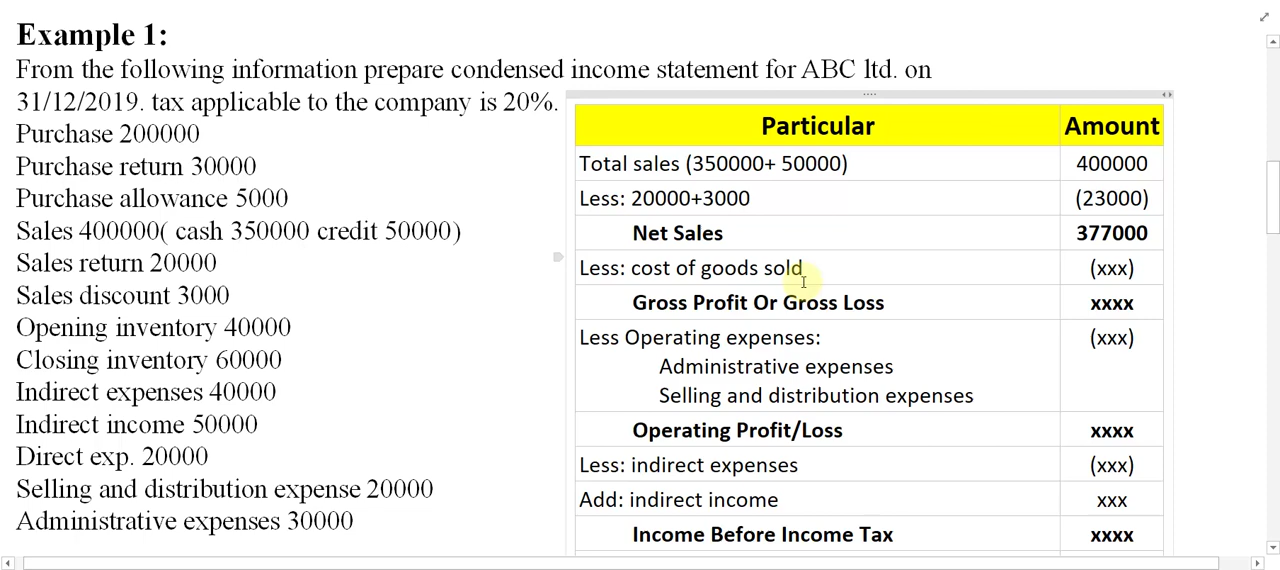 Example 1:
From the following information prepare condensed income statement for ABC ltd. on
31/12/2019. tax applicable to the company is 20%.
Purchase 200000
Purchase return 30000
Purchase allowance 5000
Sales 400000( cash 350000 credit 50000)
Sales return 20000
Sales discount 3000
Opening inventory 40000
Closing inventory 60000
Indirect expenses 40000
Indirect income 50000
Direct exp. 20000
Selling and distribution expense 20000
Administrative expenses 30000
Particular Amount
Total sales (350000+ 50000) 400000
Less: 20000+3000 (23000)
Net Sales 377000
Less: cost of goods sold (xxx)
Gross Profit Or Gross Loss xxxx
Less Operating expenses: (xxx)
Administrative expenses
Selling and distribution expenses
Operating Profit/Loss xxxx
Less: indirect expenses (xxx)
Add: indirect income xxx
Income Before Income Tax xxxx